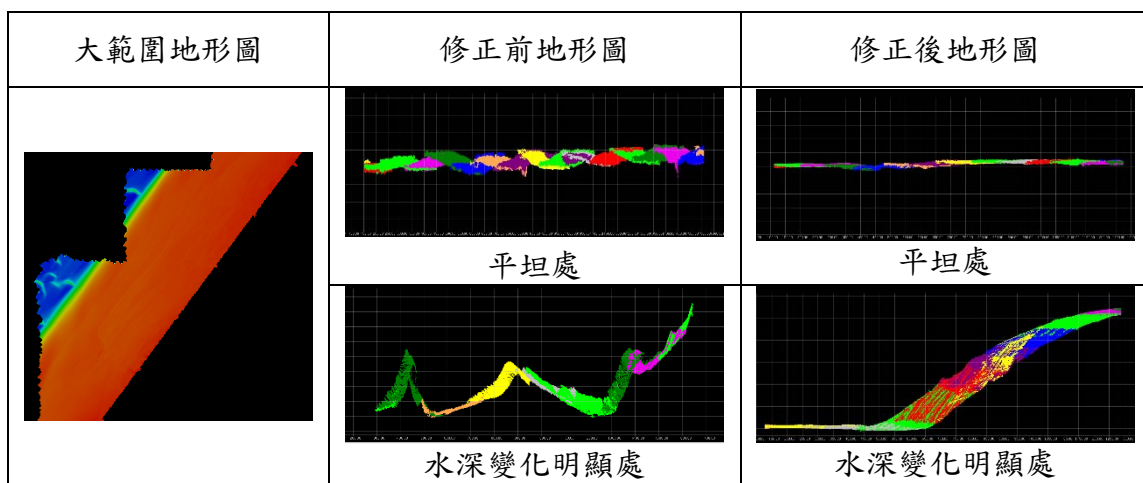 大範圍地形圖
修正前地形圖
修正後地形圖
平坦處
平坦處
水深變化明顯處
水深變化明顯處